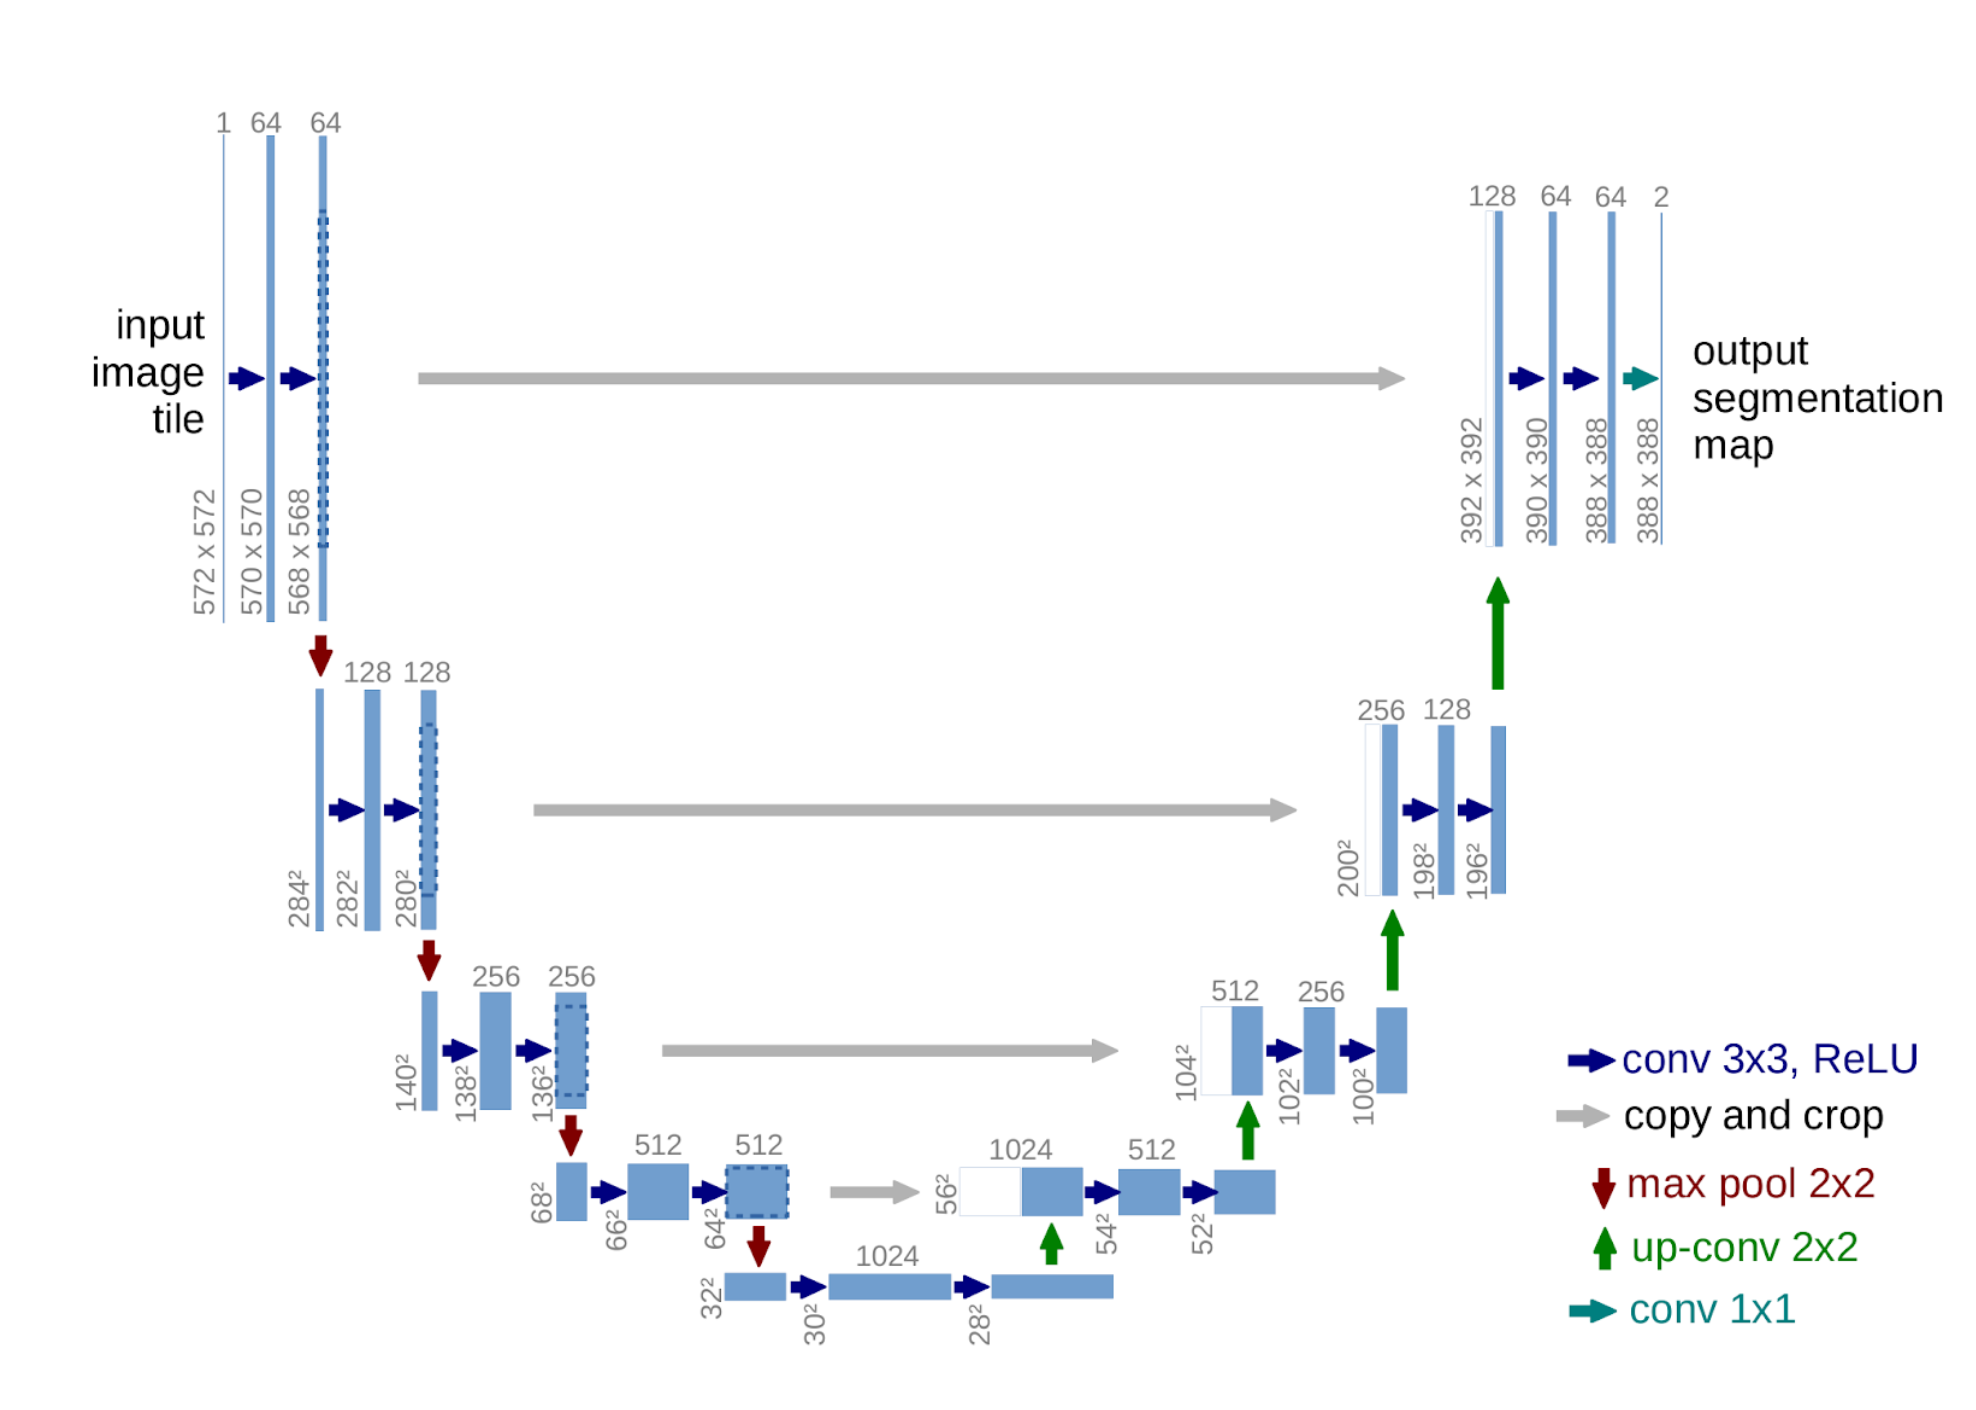 1 64 64
input
image
tile
572 x 572
570 x 570
568 x 568
128 64 64 2
output
segmentation
map
392 x 392
390 x 390
388 x 388
388 x 388
128 128
284²
282²
280²
256 128
200²
198²
196²
256 256
140²
138²
136²
512 256
104²
102²
100²
512 512
68²
66²
64²
1024 512
56²
54²
52²
1024
32²
30²
28²
conv 3x3, ReLU
copy and crop
max pool 2x2
up-conv 2x2
conv 1x1